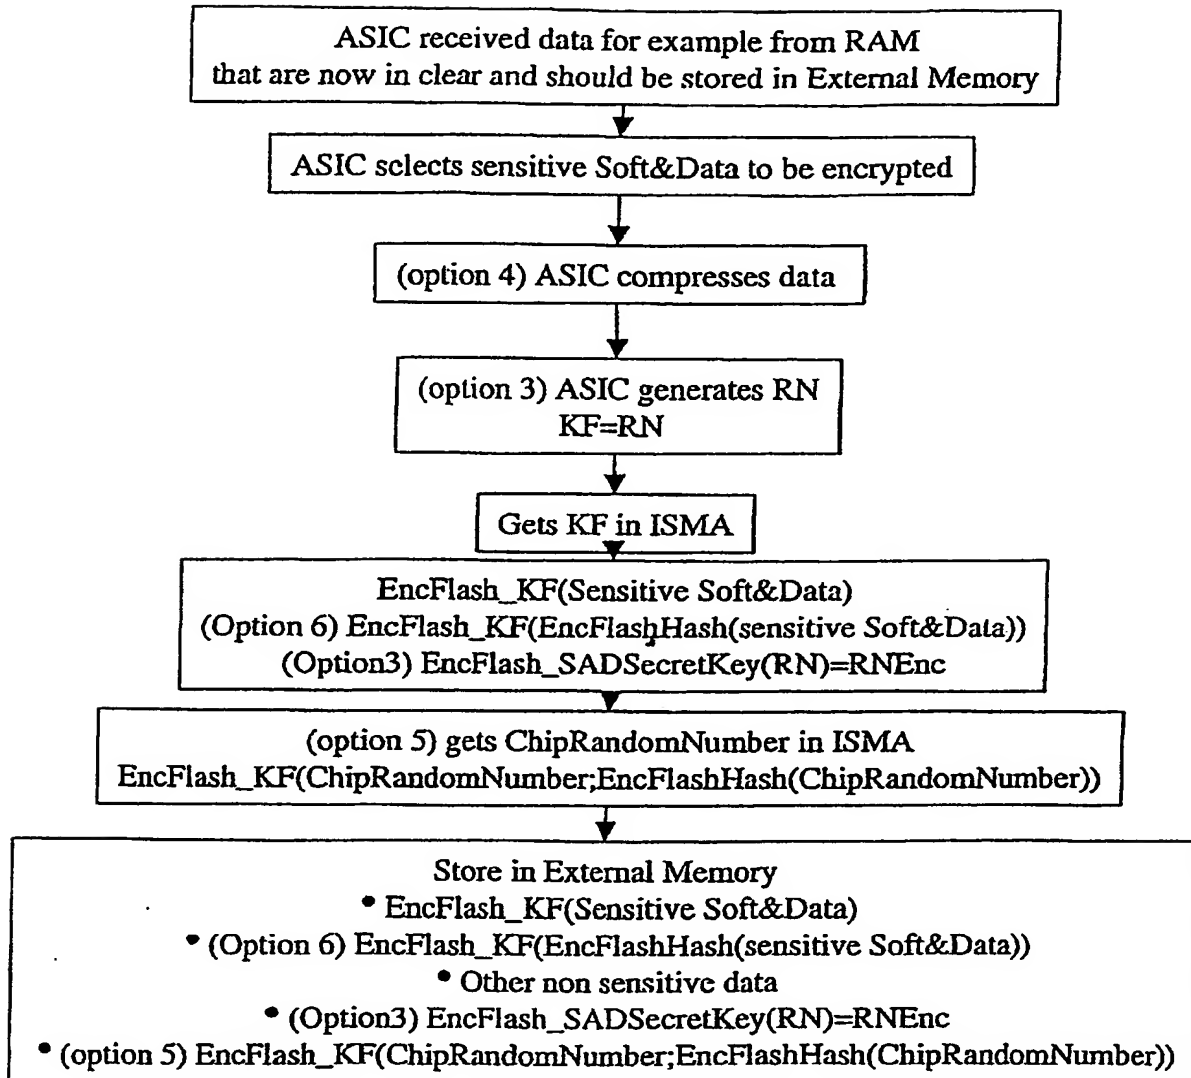 ASIC received data for example from RAM
that are now in clear and should be stored in External Memory
ASIC selects sensitive Soft&Data to be encrypted
(option 4) ASIC compresses data
(option 3) ASIC generates RN
KF=RN
Gets KF in ISMA
EncFlash_KF(Sensitive Soft&Data)
(Option 6) EncFlash_KF(EncFlashHash(sensitive Soft&Data))
(Option3) EncFlash_SADSecretKey(RN)=RNEnc
(option 5) gets ChipRandomNumber in ISMA
EncFlash_KF(ChipRandomNumber;EncFlashHash(ChipRandomNumber))
Store in External Memory
• EncFlash_KF(Sensitive Soft&Data)
• (Option 6) EncFlash_KF(EncFlashHash(sensitive Soft&Data))
• Other non sensitive data
• (Option3) EncFlash_SADSecretKey(RN)=RNEnc
• (option 5) EncFlash_KF(ChipRandomNumber;EncFlashHash(ChipRandomNumber))